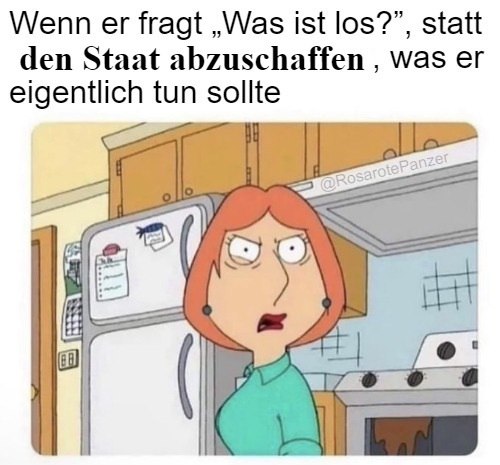 Wenn er fragt „Was ist los?”, statt
den Staat abzuschaffen , was er
eigentlich tun sollte
@RosarotePanzer